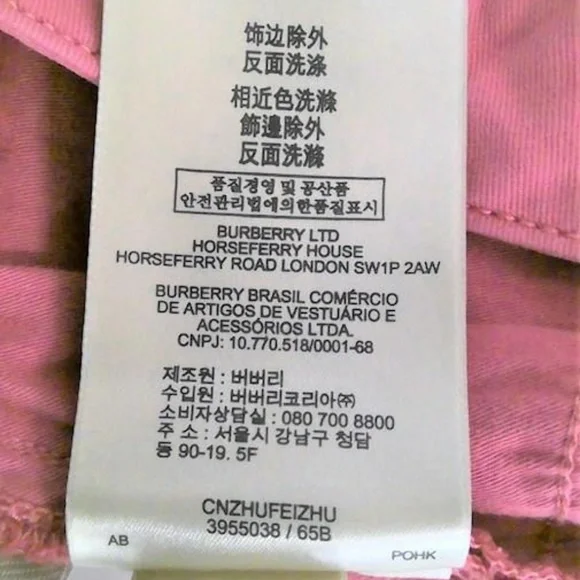 饰边除外
反面洗涤
相近色洗滌
飾邊除外
反面洗滌
품질경영 및 공산품
안전관리법에의한품질표시
BURBERRY LTD
HORSEFERRY HOUSE
HORSEFERRY ROAD LONDON SW1P 2AW
BURBERRY BRASIL COMÉRCIO
DE ARTIGOS DE VESTUÁRIO E
ACESSÓRIOS LTDA.
CNPJ: 10.770.518/0001-68
제조원 : 버버리
수입원 : 버버리코리아㈜
소비자상담실 : 080 700 8800
주 소 : 서울시 강남구 청담
동 90-19. 5F
CNZHUFEIZHU
3955038 / 65B
AB
POHK